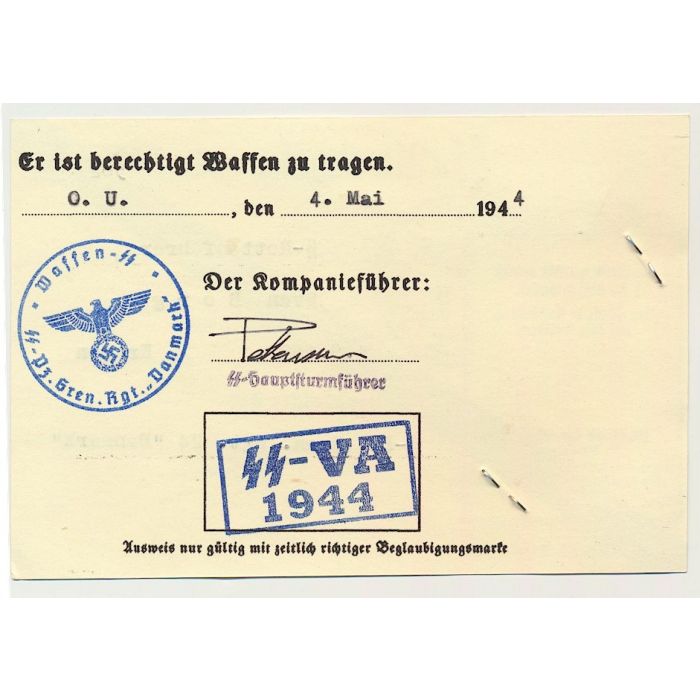 Er ist berechtigt Waffen zu tragen.
O. U. , den 4. Mai 1944
Waffen-SS
SS-Pz. Gren. Rgt. „Danmark"
Der Kompanieführer:
SS-Hauptsturmführer
SS-VA
1944
Ausweis nur gültig mit zeitlich richtiger Beglaubigungsmarke